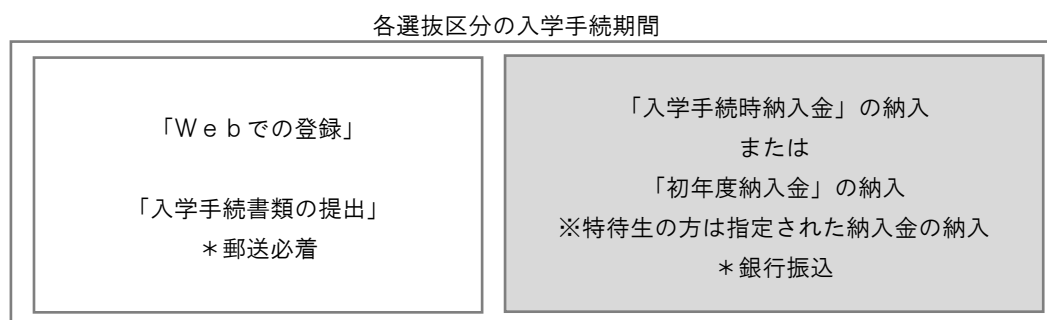 各選抜区分の入学手続期間
「Ｗｅｂでの登録」
「入学手続書類の提出」
＊郵送必着
「入学手続時納入金」の納入
または
「初年度納入金」の納入
※特待生の方は指定された納入金の納入
＊銀行振込